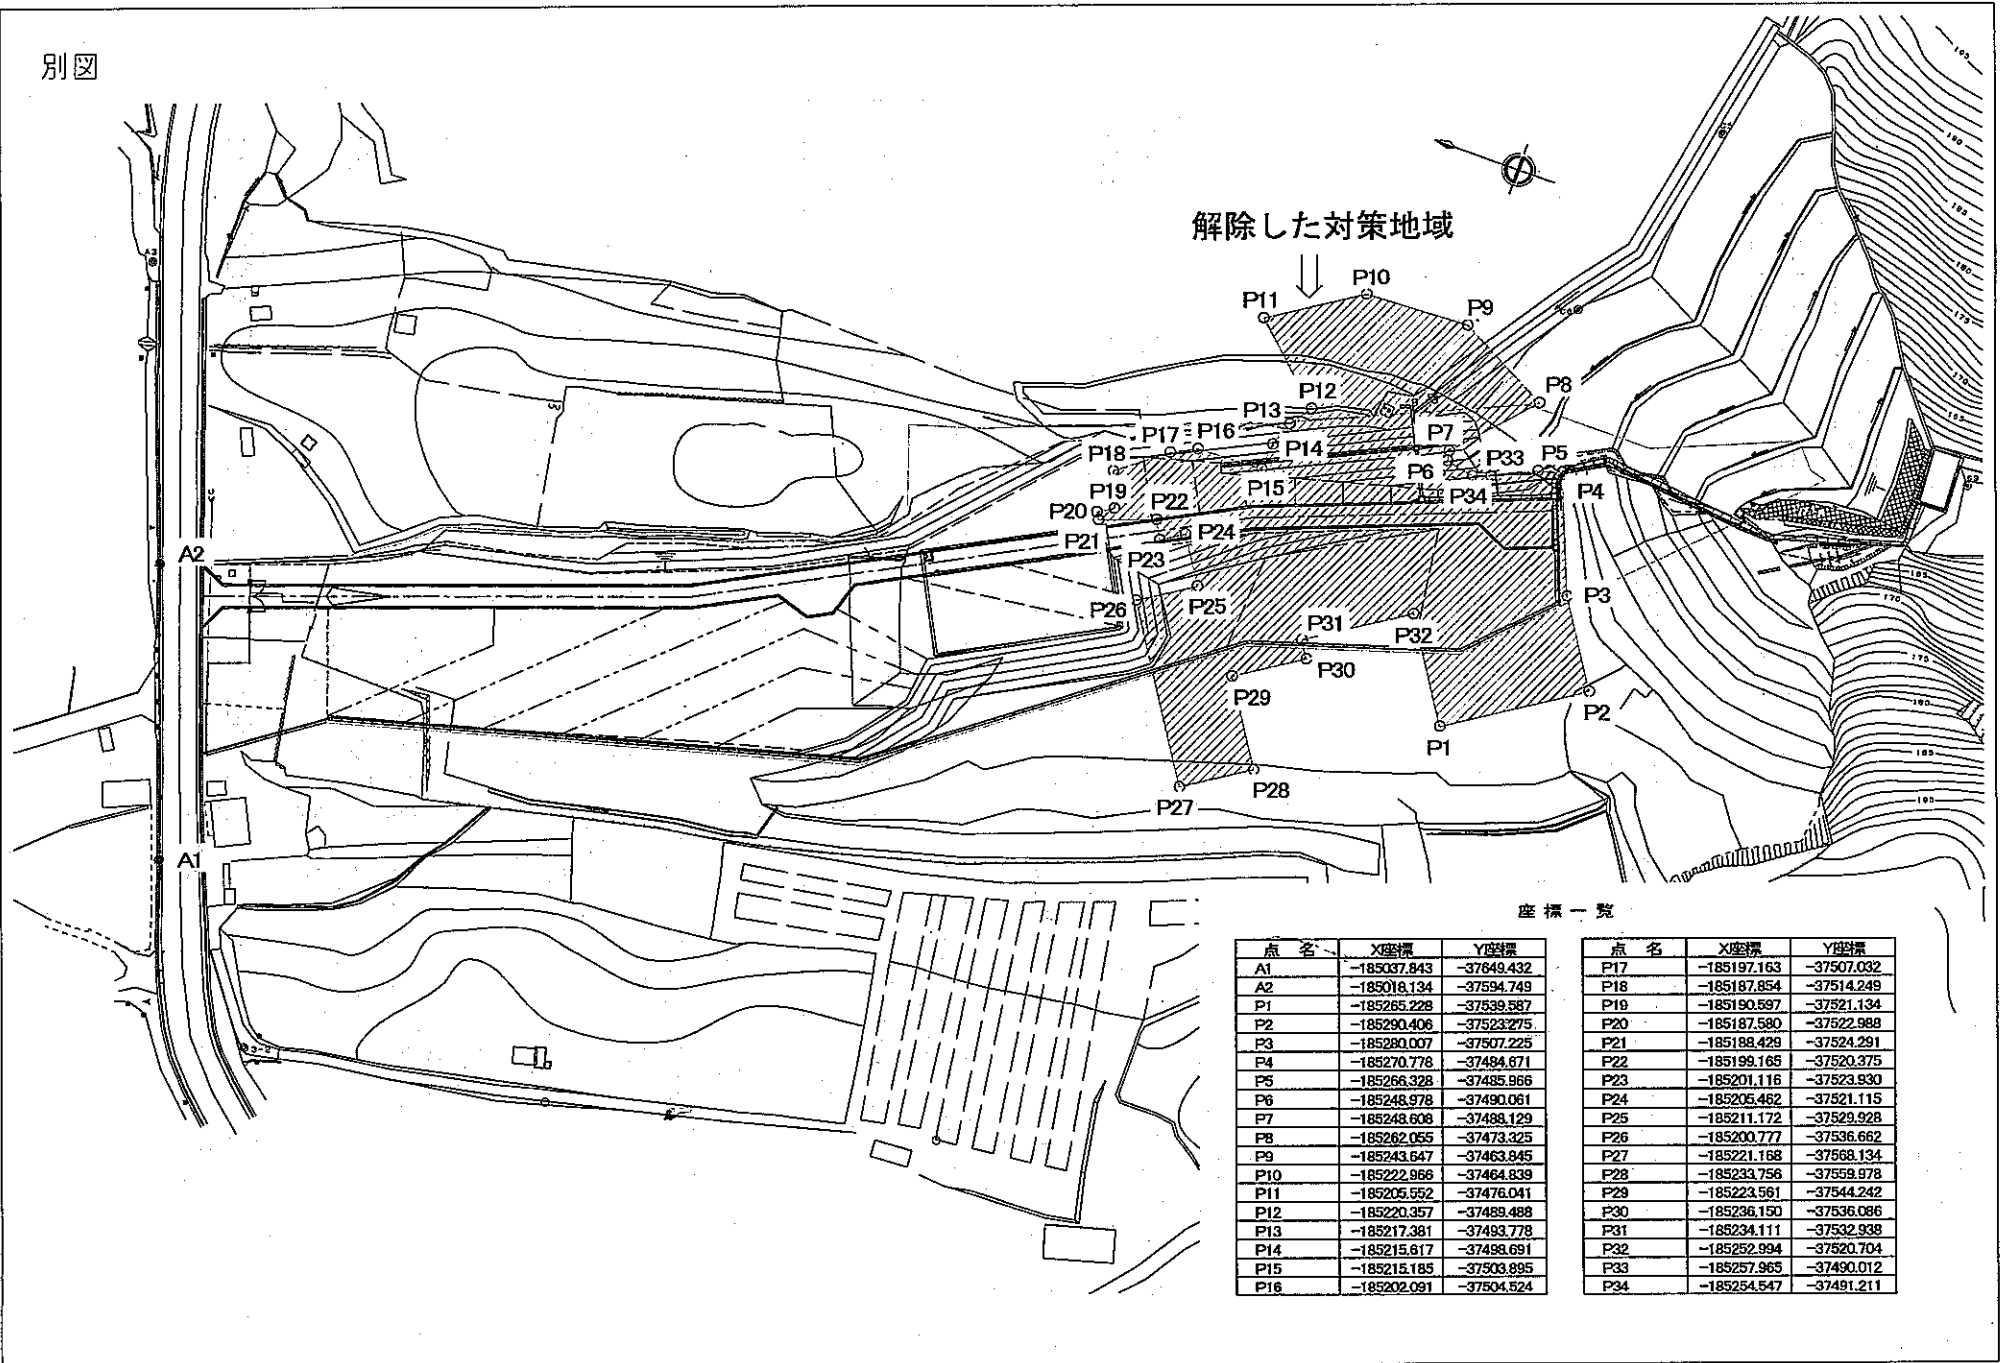 別図
解除した対策地域
P10
P11
P9
P8
P12
P13
P7
P16
P17
P14
P18
P33
P5
P6
P15
P34
P4
P19
P22
P20
P24
P21
A2
P23
P3
P26
P25
P31
P32
P30
P29
P2
P1
P28
P27
A1
座標一覧
点 名 X座標 Y座標
A1 -185037.843 -37649.432
A2 -185018.134 -37594.749
P1 -185265.228 -37539.587
P2 -185290.406 -37523.275
P3 -185280.007 -37507.225
P4 -185270.778 -37484.671
P5 -185266.328 -37485.966
P6 -185248.978 -37490.061
P7 -185248.608 -37488.129
P8 -185262.055 -37473.325
P9 -185243.647 -37463.845
P10 -185222.966 -37464.839
P11 -185205.552 -37476.041
P12 -185220.357 -37489.488
P13 -185217.381 -37493.778
P14 -185215.617 -37498.691
P15 -185215.185 -37503.895
P16 -185202.091 -37504.524
点 名 X座標 Y座標
P17 -185197.163 -37507.032
P18 -185187.854 -37514.249
P19 -185190.597 -37521.134
P20 -185187.580 -37522.988
P21 -185188.429 -37524.291
P22 -185199.165 -37520.375
P23 -185201.116 -37523.930
P24 -185205.462 -37521.115
P25 -185211.172 -37529.928
P26 -185200.777 -37536.662
P27 -185221.168 -37568.134
P28 -185233.756 -37559.978
P29 -185223.561 -37544.242
P30 -185236.150 -37536.086
P31 -185234.111 -37532.938
P32 -185252.994 -37520.704
P33 -185257.965 -37490.012
P34 -185254.547 -37491.211